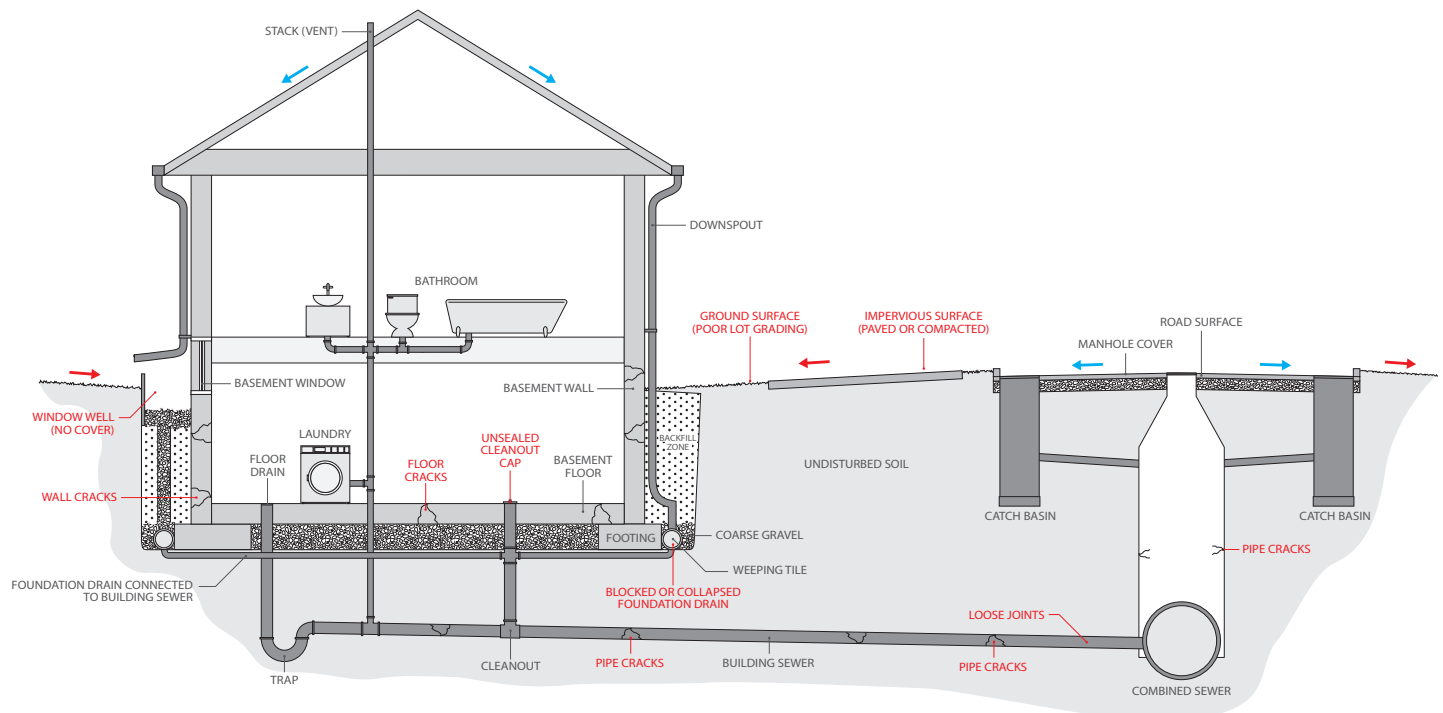 STACK (VENT)
DOWNSPOUT
BATHROOM
GROUND SURFACE
(POOR LOT GRADING)
IMPERVIOUS SURFACE
(PAVED OR COMPACTED)
ROAD SURFACE
MANHOLE COVER
BASEMENT WINDOW
BASEMENT WALL
WINDOW WELL
(NO COVER)
LAUNDRY
UNSEALED
CLEANOUT
CAP
BACKFILL
ZONE
FLOOR
DRAIN
FLOOR
CRACKS
BASEMENT
FLOOR
UNDISTURBED SOIL
WALL CRACKS
CATCH BASIN
CATCH BASIN
FOOTING
COARSE GRAVEL
PIPE CRACKS
WEEPING TILE
FOUNDATION DRAIN CONNECTED
TO BUILDING SEWER
BLOCKED OR COLLAPSED
FOUNDATION DRAIN
LOOSE JOINTS
TRAP
CLEANOUT
PIPE CRACKS
BUILDING SEWER
PIPE CRACKS
COMBINED SEWER